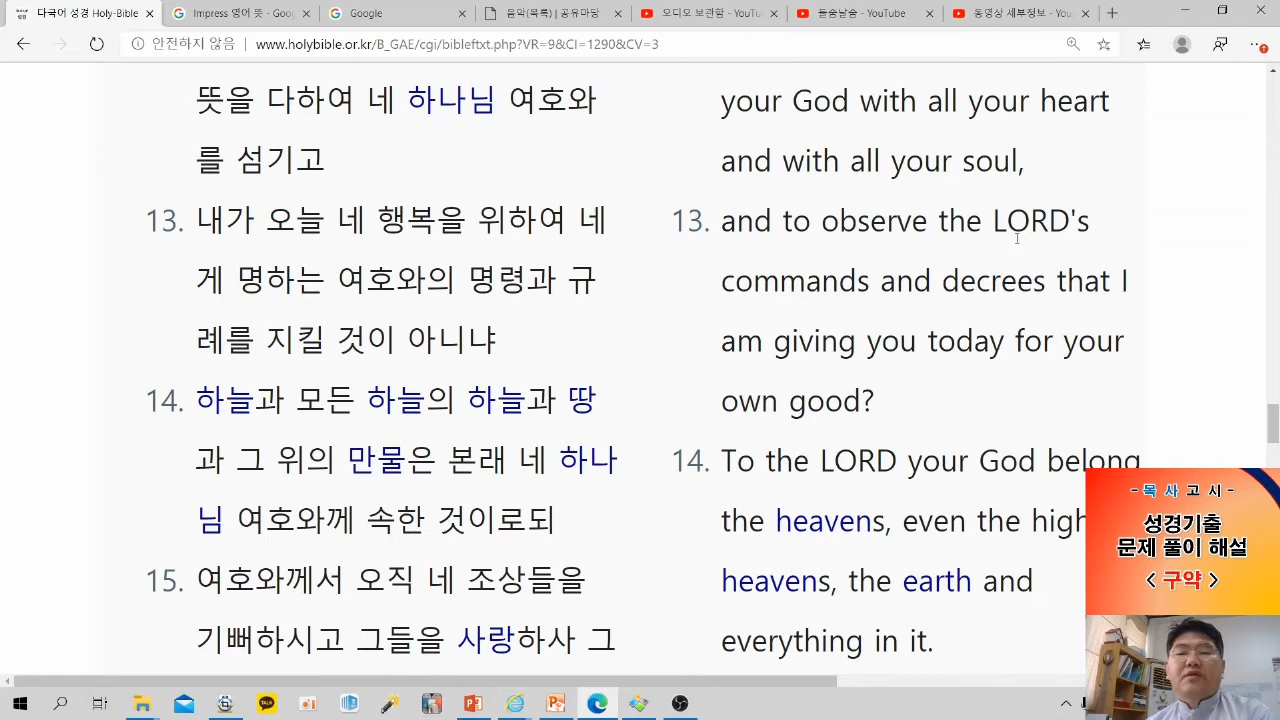 다국어 성경 Holy-Bible
Impress 영어 뜻 - Goo
Google
음악(목록) | 공유마당
오디오 보관함 - YouTu
들숨날숨 - YouTube
동영상 세부정보 - YouTu
안전하지 않음
www.holybible.or.kr/B_GAE/cgi/bibleftxt.php?VR=9&CI=1290&CV=3
뜻을 다하여 네 하나님 여호와
를 섬기고
13. 내가 오늘 네 행복을 위하여 네
게 명하는 여호와의 명령과 규
례를 지킬 것이 아니냐
14. 하늘과 모든 하늘의 하늘과 땅
과 그 위의 만물은 본래 네 하나
님 여호와께 속한 것이로되
15. 여호와께서 오직 네 조상들을
기뻐하시고 그들을 사랑하사 그
your God with all your heart
and with all your soul,
13. and to observe the LORD's
commands and decrees that I
am giving you today for your
own good?
14. To the LORD your God belong
the heavens, even the high
heavens, the earth and
everything in it.
- 목 사 고 시 -
성경기출
문제 풀이 해설
< 구약 >
TALK